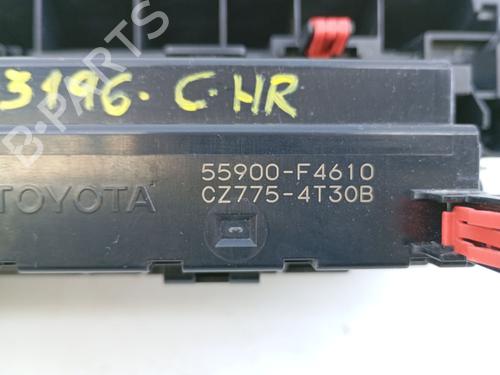 3196. C-HR
B-PARTS
55900-F4610
TOYOTA
CZ775-4T30B